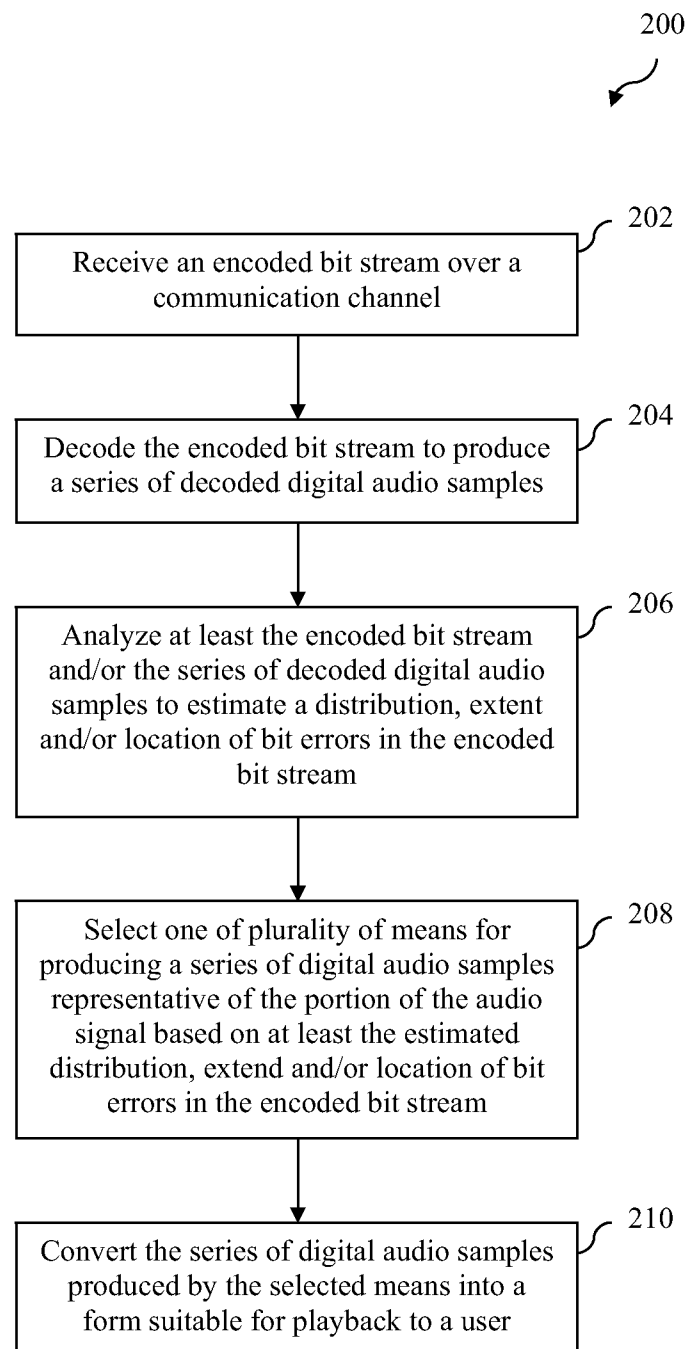 200
202
Receive an encoded bit stream over a
communication channel
204
Decode the encoded bit stream to produce
a series of decoded digital audio samples
206
Analyze at least the encoded bit stream
and/or the series of decoded digital audio
samples to estimate a distribution, extent
and/or location of bit errors in the encoded
bit stream
208
Select one of plurality of means for
producing a series of digital audio samples
representative of the portion of the audio
signal based on at least the estimated
distribution, extend and/or location of bit
errors in the encoded bit stream
210
Convert the series of digital audio samples
produced by the selected means into a
form suitable for playback to a user